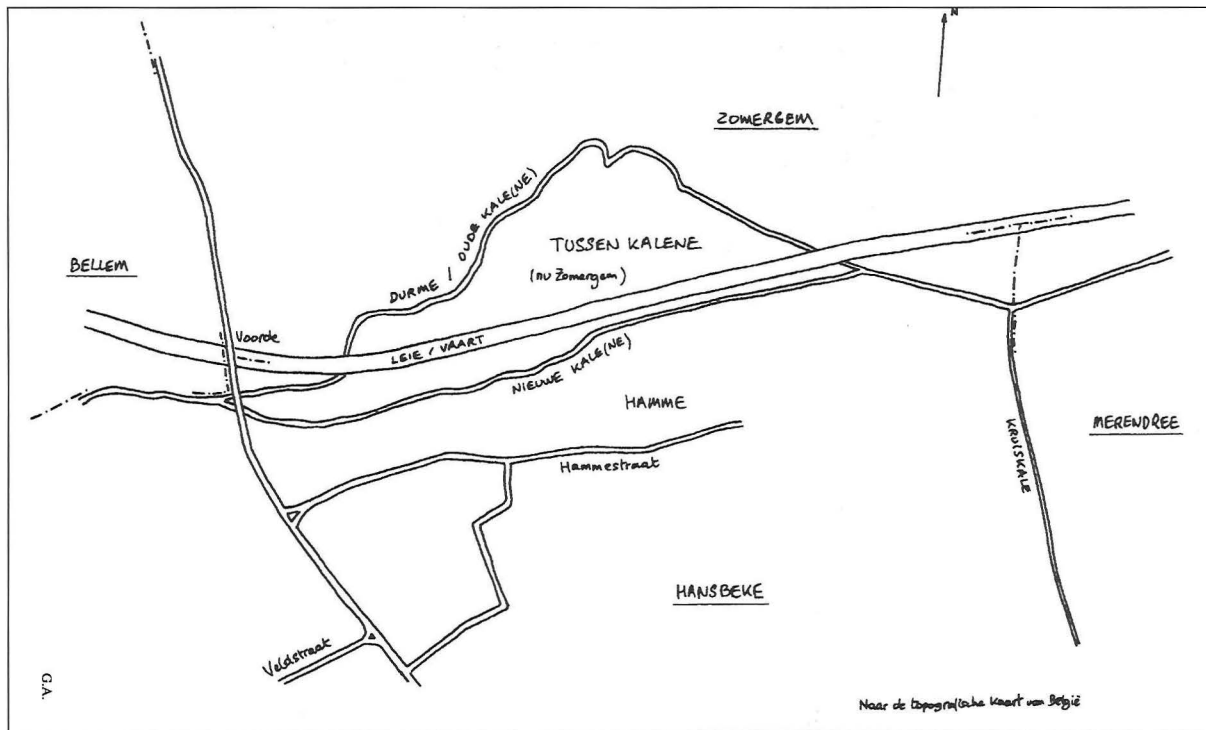 N
ZOMERGEM
DURME / OUDE KALE(NE)
TUSSEN KALENE
(nu Zomergem)
BELLEM
Voorde
LEIE / VAART
NIEUWE KALE(NE)
HAMME
MERENDREE
KRUISKALE
Hammestraat
HANSBEKE
Veldstraat
G.A.
Naar de topografische kaart van België